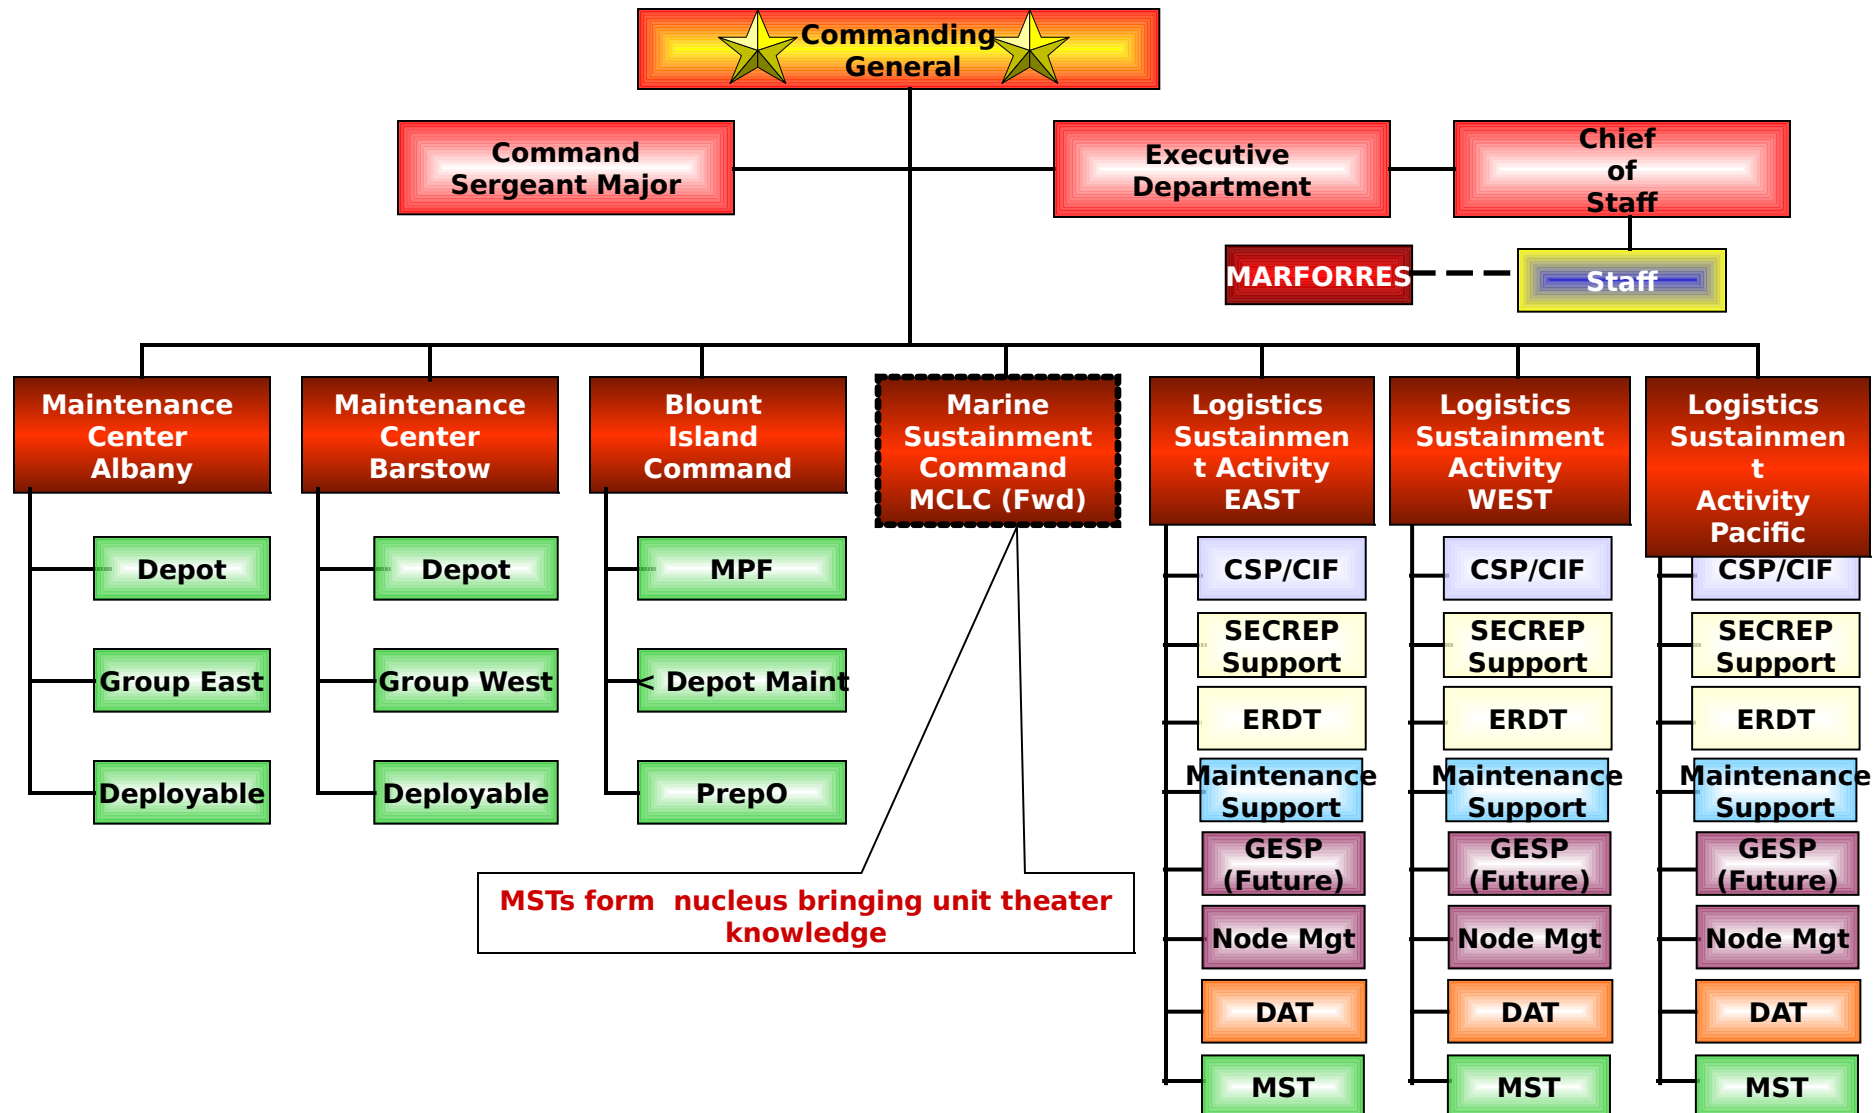 Commanding
General
Command
Sergeant Major
Executive
Department
Chief
of
Staff
MARFORRES
Staff
Maintenance
Center
Albany
Depot
Group East
Deployable
Maintenance
Center
Barstow
Depot
Group West
Deployable
Blount
Island
Command
MPF
< Depot Maint
PrepO
Marine
Sustainment
Command
MCLC (Fwd)
MSTs form nucleus bringing unit theater
knowledge
Logistics
Sustainmen
t Activity
EAST
CSP/CIF
SECREP
Support
ERDT
Maintenance
Support
GESP
(Future)
Node Mgt
DAT
MST
Logistics
Sustainment
Activity
WEST
CSP/CIF
SECREP
Support
ERDT
Maintenance
Support
GESP
(Future)
Node Mgt
DAT
MST
Logistics
Sustainmen
t
Activity
Pacific
CSP/CIF
SECREP
Support
ERDT
Maintenance
Support
GESP
(Future)
Node Mgt
DAT
MST